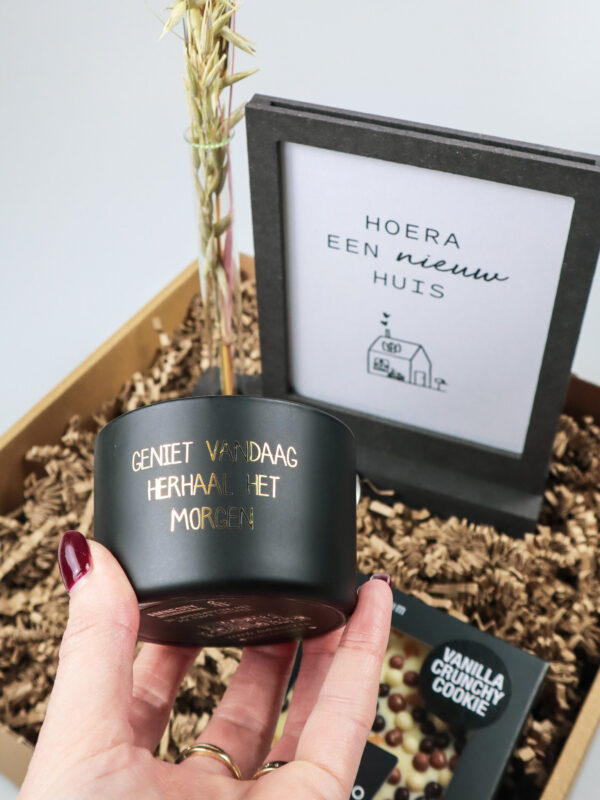 HOERA
EEN nieuw
HUIS
GENIET VANDAAG
HERHAAL HET
MORGEN
VANILLA
CRUNCHY
COOKIE